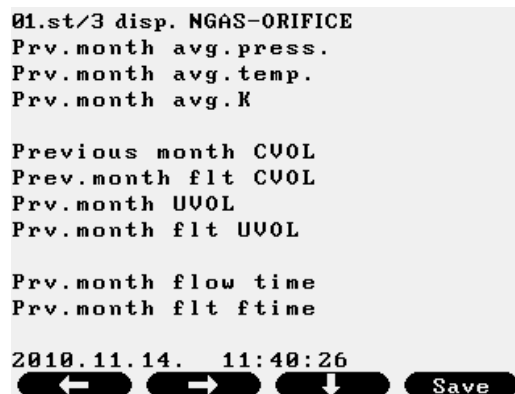 01.st/3 disp. NGAS-ORIFICE
Prv.month avg.press.
Prv.month avg.temp.
Prv.month avg.K
Previous month CVOL
Prev.month flt CVOL
Prv.month UVOL
Prv.month flt UVOL
Prv.month flow time
Prv.month flt ftime
2010.11.14. 11:40:26
← → ↓ Save